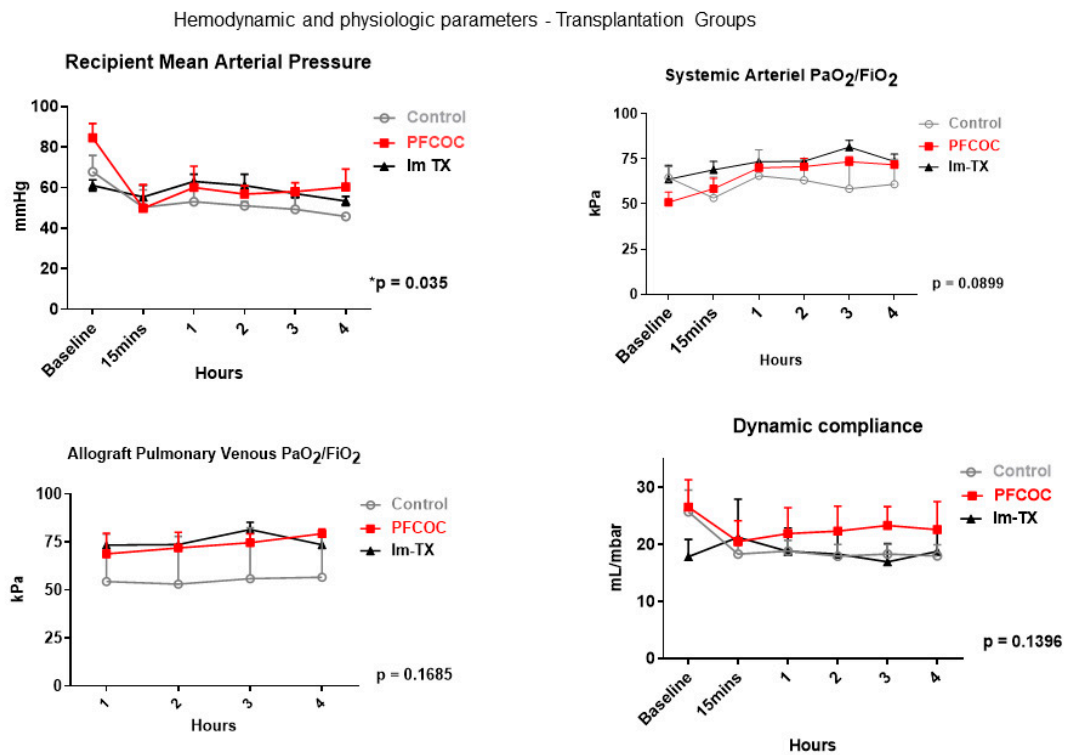 Hemodynamic and physiologic parameters - Transplantation Groups
Recipient Mean Arterial Pressure
100
80
60
40
20
0
mmHg
Baseline
15mins
1
2
3
4
Hours
Control
PFCOC
Im TX
*p = 0.035
Systemic Arteriel PaO2/FiO2
100
75
50
25
0
kPa
Baseline
15mins
1
2
3
4
Hours
Control
PFCOC
Im-TX
p = 0.0899
Allograft Pulmonary Venous PaO2/FiO2
100
75
50
25
0
kPa
1
2
3
4
Hours
Control
PFCOC
Im-TX
p = 0.1685
Dynamic compliance
30
20
10
0
mL/mbar
Baseline
15mins
1
2
3
4
Hours
Control
PFCOC
Im-TX
p = 0.1396